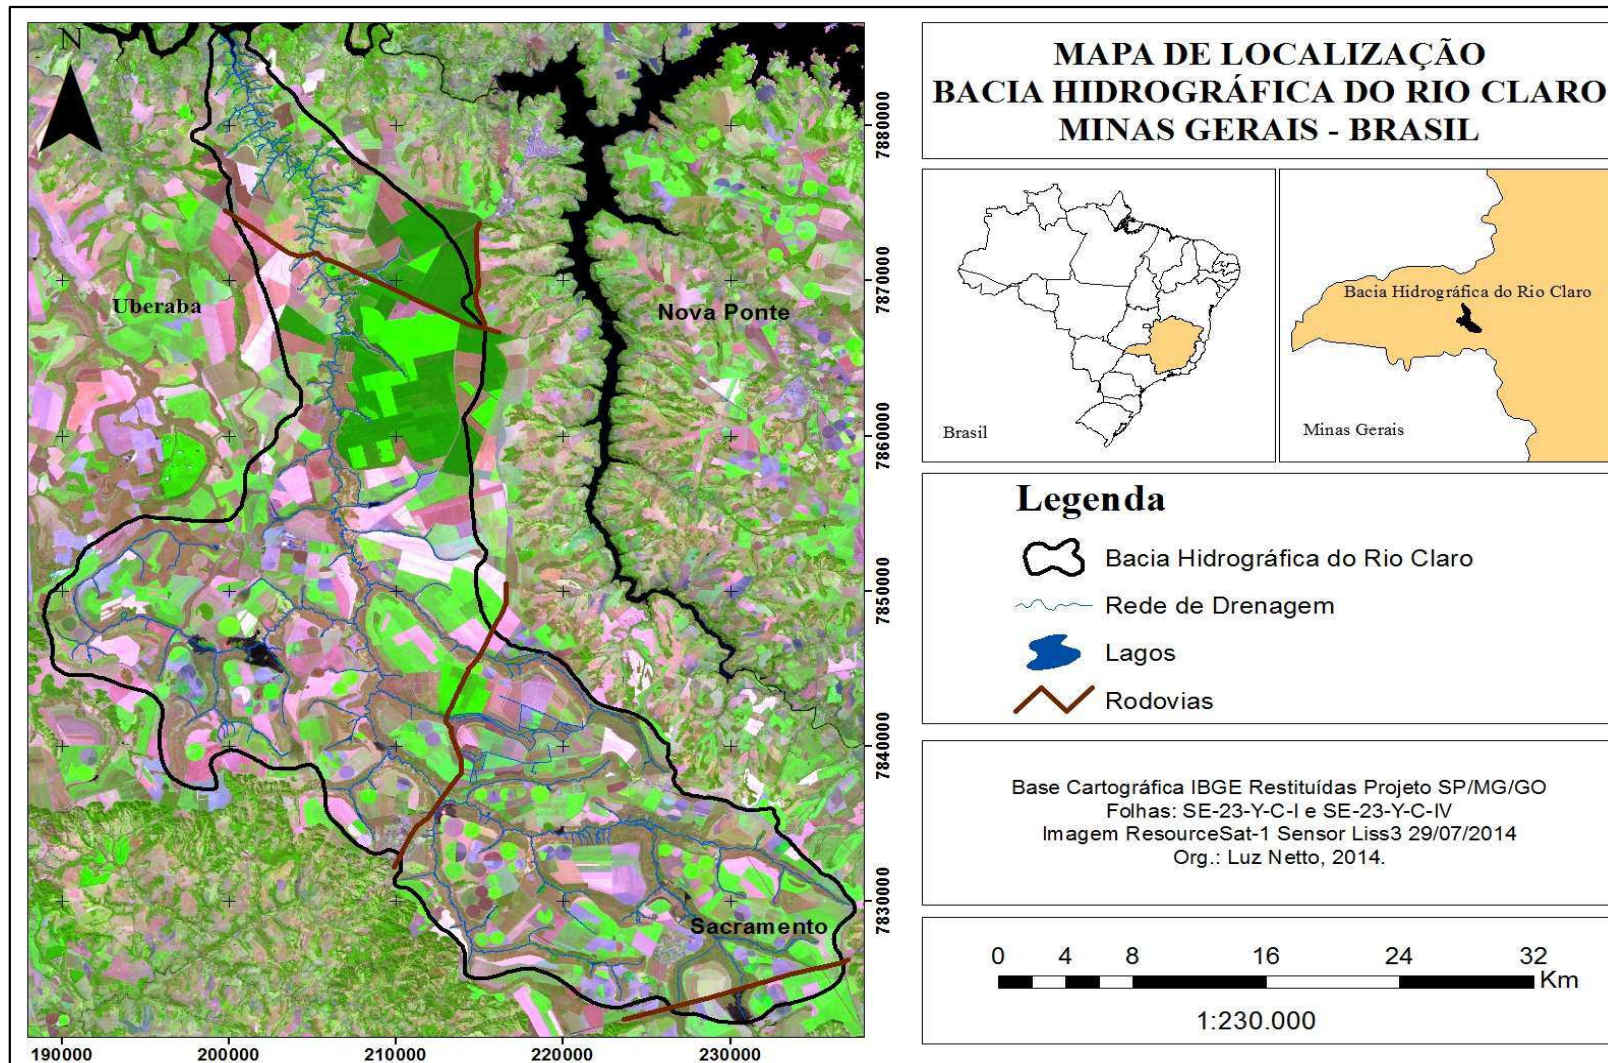 N
Uberaba
Nova Ponte
Sacramento
7880000
7870000
7860000
7850000
7840000
7830000
190000 200000 210000 220000 230000
MAPA DE LOCALIZAÇÃO
BACIA HIDROGRÁFICA DO RIO CLARO
MINAS GERAIS - BRASIL
Brasil
Bacia Hidrográfica do Rio Claro
Minas Gerais
Legenda
Bacia Hidrográfica do Rio Claro
Rede de Drenagem
Lagos
Rodovias
Base Cartográfica IBGE Restituídas Projeto SP/MG/GO
Folhas: SE-23-Y-C-I e SE-23-Y-C-IV
Imagem ResourceSat-1 Sensor Liss3 29/07/2014
Org.: Luz Netto, 2014.
0 4 8 16 24 32
Km
1:230.000